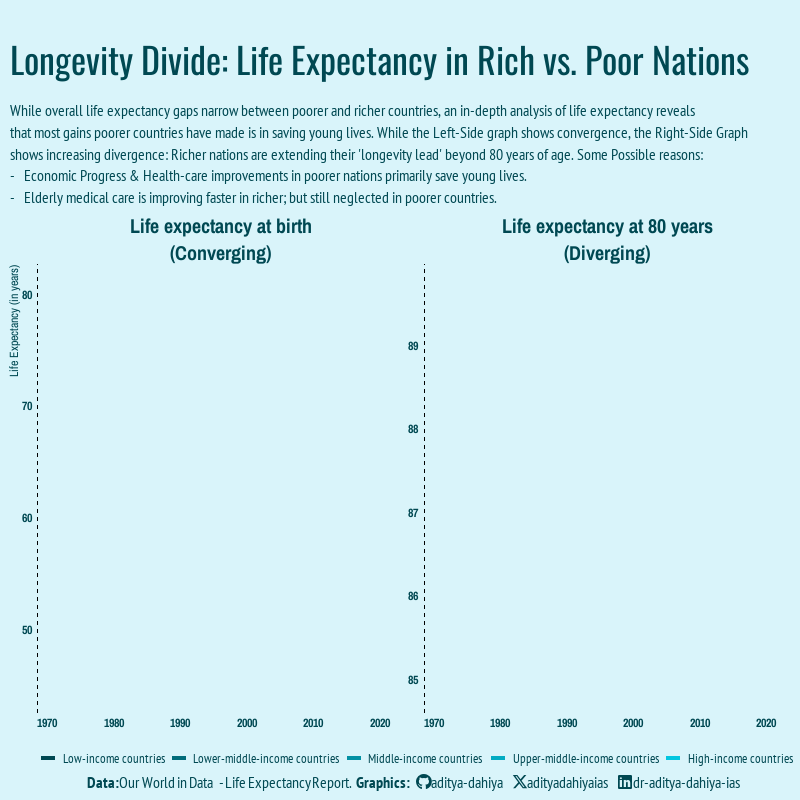 Longevity Divide: Life Expectancy in Rich vs. Poor Nations
While overall life expectancy gaps narrow between poorer and richer countries, an in-depth analysis of life expectancy reveals
that most gains poorer countries have made is in saving young lives. While the Left-Side graph shows convergence, the Right-Side Graph
shows increasing divergence: Richer nations are extending their 'longevity lead' beyond 80 years of age. Some Possible reasons:
- Economic Progress & Health-care improvements in poorer nations primarily save young lives.
- Elderly medical care is improving faster in richer; but still neglected in poorer countries.
Life expectancy at birth
(Converging)
Life Expectancy (in years)
80
70
60
50
1970 1980 1990 2000 2010 2020
Life expectancy at 80 years
(Diverging)
89
88
87
86
85
1970 1980 1990 2000 2010 2020
Low-income countries Lower-middle-income countries Middle-income countries Upper-middle-income countries High-income countries
Data: Our World in Data - Life Expectancy Report. Graphics: aditya-dahiya adityadahiyaias dr-aditya-dahiya-ias